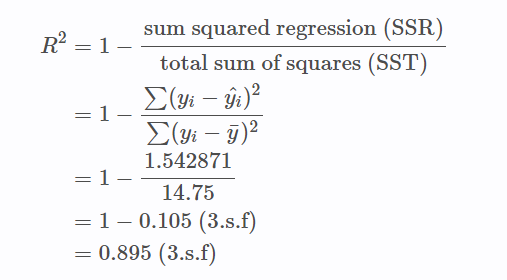 R² = 1 − sum squared regression (SSR) / total sum of squares (SST)
= 1 − ∑(yᵢ − ŷᵢ)² / ∑(yᵢ − ȳ)²
= 1 − 1.542871 / 14.75
= 1 − 0.105 (3.s.f)
= 0.895 (3.s.f)